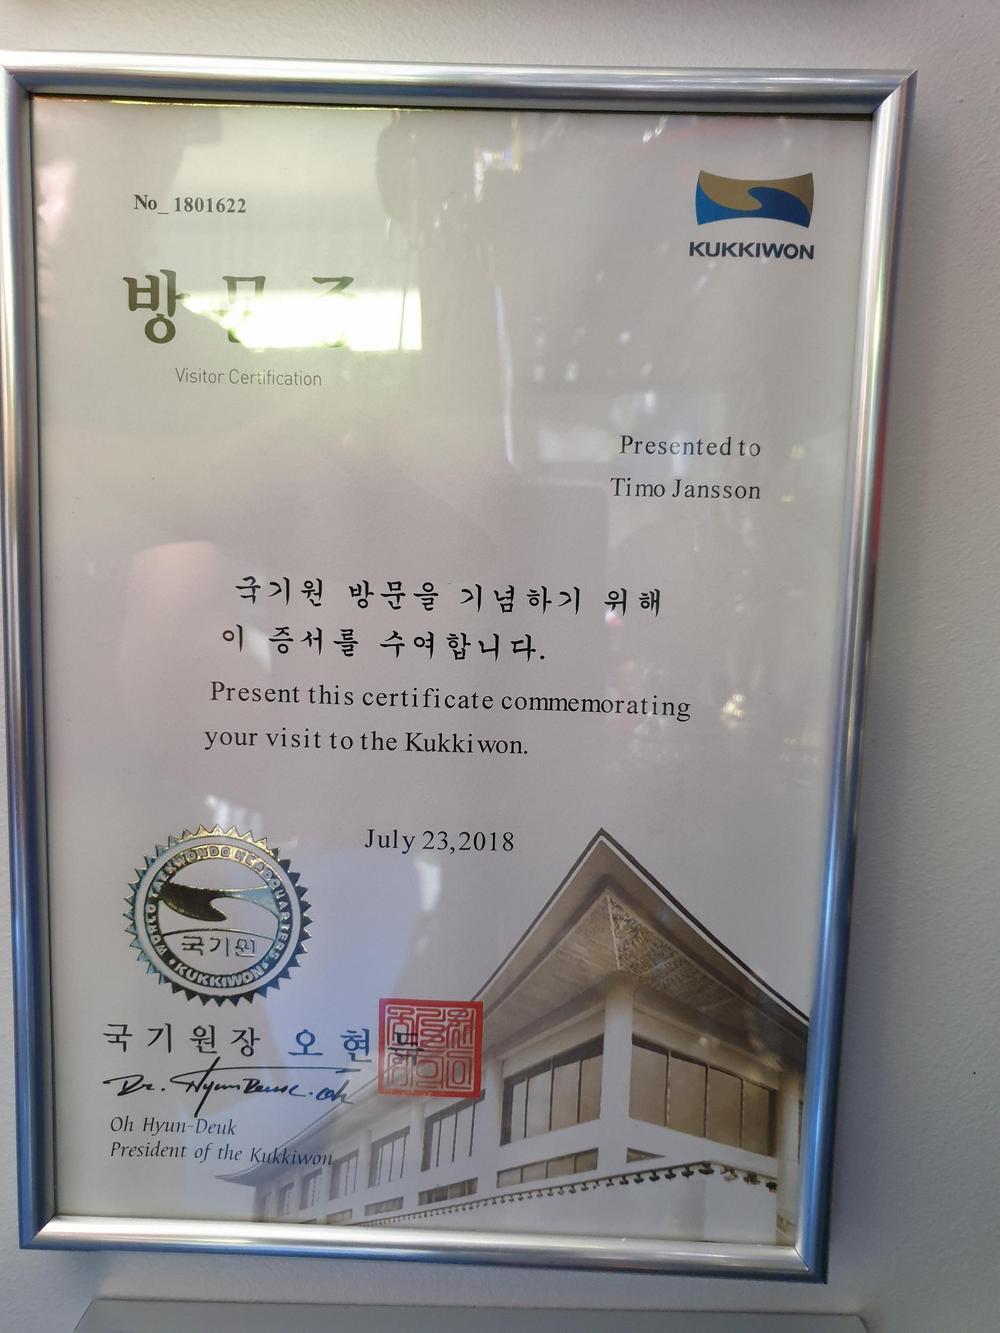 No_1801622
KUKKIWON
방
Visitor Certification
Presented to
Timo Jansson
국기원 방문을 기념하기 위해
이 증서를 수여합니다.
Present this certificate commemorating
your visit to the Kukkiwon.
July 23,2018
WORLD TAEKWONDO HEADQUARTERS
국기원
KUKKIWON
국기원장 오현
Oh Hyun-Deuk
President of the Kukkiwon